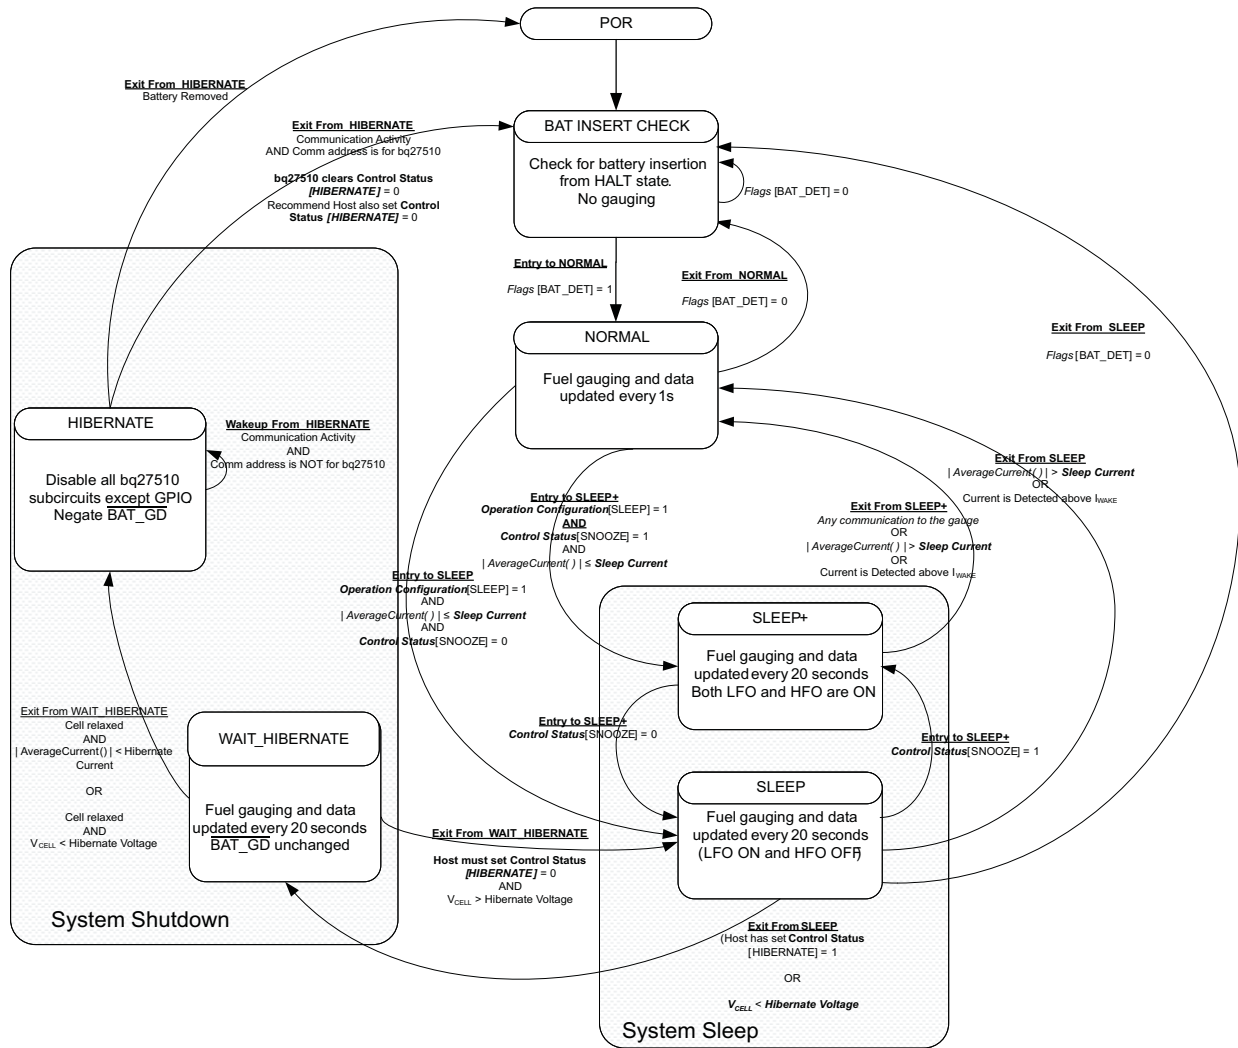 POR
Exit From HIBERNATE
Battery Removed
Exit From HIBERNATE
Communication Activity
AND Comm address is for bq27510
bq27510 clears Control Status
[HIBERNATE] = 0
Recommend Host also set Control
Status [HIBERNATE] = 0
BAT INSERT CHECK
Check for battery insertion
from HALT state.
No gauging
Flags [BAT_DET] = 0
Entry to NORMAL
Flags [BAT_DET] = 1
Exit From NORMAL
Flags [BAT_DET] = 0
Exit From SLEEP
Flags [BAT_DET] = 0
NORMAL
Fuel gauging and data
updated every 1s
HIBERNATE
Disable all bq27510
subcircuits except GPIO
Negate BAT_GD
Wakeup From HIBERNATE
Communication Activity
AND
Comm address is NOT for bq27510
Exit From SLEEP
| AverageCurrent( ) | > Sleep Current
OR
Current is Detected above IWAKE
Entry to SLEEP+
Operation Configuration[SLEEP] = 1
AND
Control Status[SNOOZE] = 1
AND
| AverageCurrent( ) | ≤ Sleep Current
Exit From SLEEP+
Any communication to the gauge
OR
| AverageCurrent( ) | > Sleep Current
OR
Current is Detected above IWAKE
Entry to SLEEP
Operation Configuration[SLEEP] = 1
AND
| AverageCurrent( ) | ≤ Sleep Current
AND
Control Status[SNOOZE] = 0
SLEEP+
Fuel gauging and data
updated every 20 seconds
Both LFO and HFO are ON
Entry to SLEEP+
Control Status[SNOOZE] = 0
Entry to SLEEP+
Control Status[SNOOZE] = 1
SLEEP
Fuel gauging and data
updated every 20 seconds
(LFO ON and HFO OFF)
Exit From WAIT_HIBERNATE
Cell relaxed
AND
| AverageCurrent() | < Hibernate
Current
OR
Cell relaxed
AND
VCELL < Hibernate Voltage
WAIT_HIBERNATE
Fuel gauging and data
updated every 20 seconds
BAT_GD unchanged
Exit From WAIT_HIBERNATE
Host must set Control Status
[HIBERNATE] = 0
AND
VCELL > Hibernate Voltage
System Shutdown
Exit From SLEEP
(Host has set Control Status
[HIBERNATE] = 1
OR
VCELL < Hibernate Voltage
System Sleep